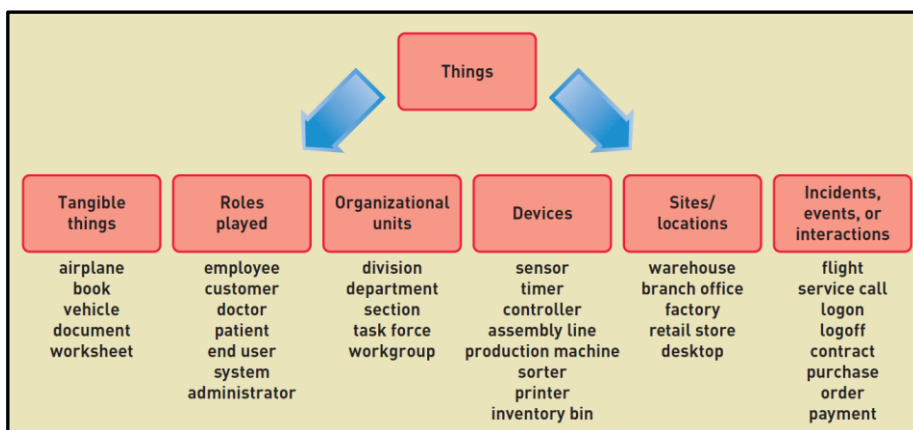 Things
Tangible
things
Roles
played
Organizational
units
Devices
Sites/
locations
Incidents,
events, or
interactions
airplane
book
vehicle
document
worksheet
employee
customer
doctor
patient
end user
system
administrator
division
department
section
task force
workgroup
sensor
timer
controller
assembly line
production machine
sorter
printer
inventory bin
warehouse
branch office
factory
retail store
desktop
flight
service call
logon
logoff
contract
purchase
order
payment